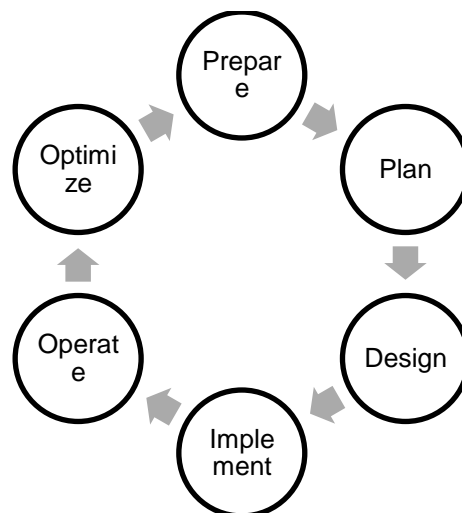 Prepar
e
Plan
Design
Imple
ment
Operat
e
Optimi
ze